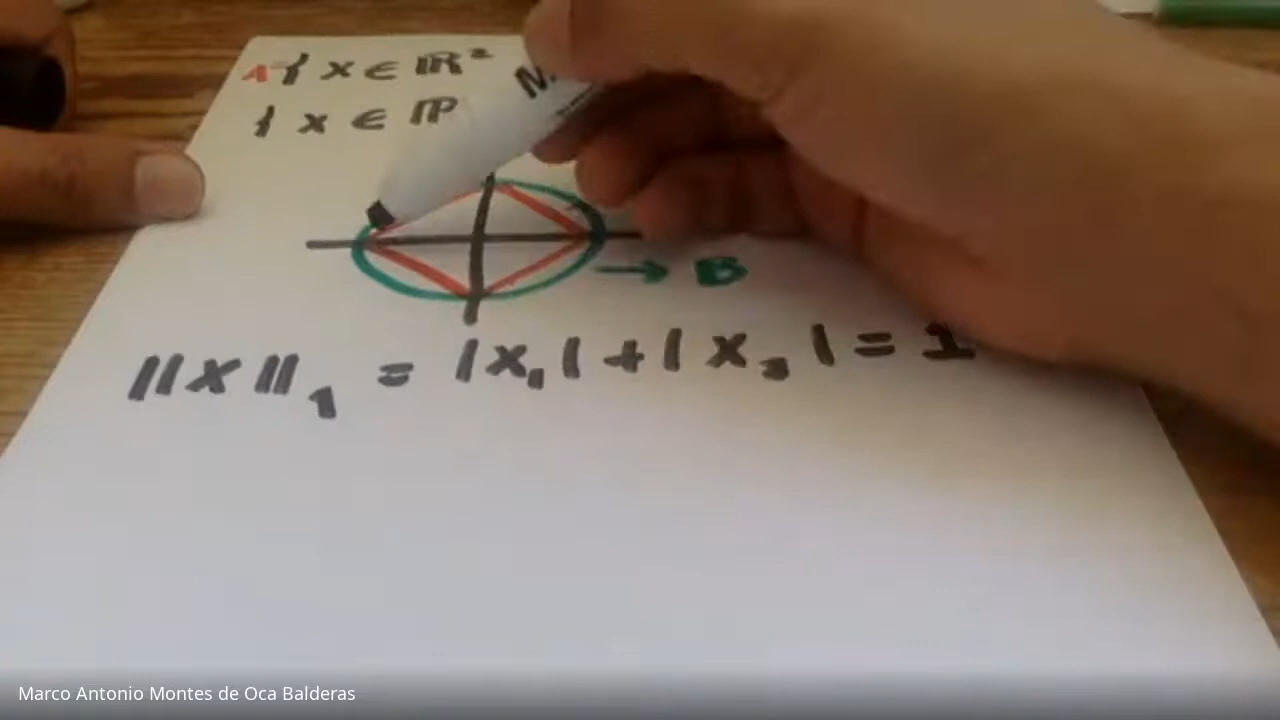 A { x ∈ ℝ²
{ x ∈ ℝ
B
||x||₁ = |x₁| + |x₂| = 1
Marco Antonio Montes de Oca Balderas